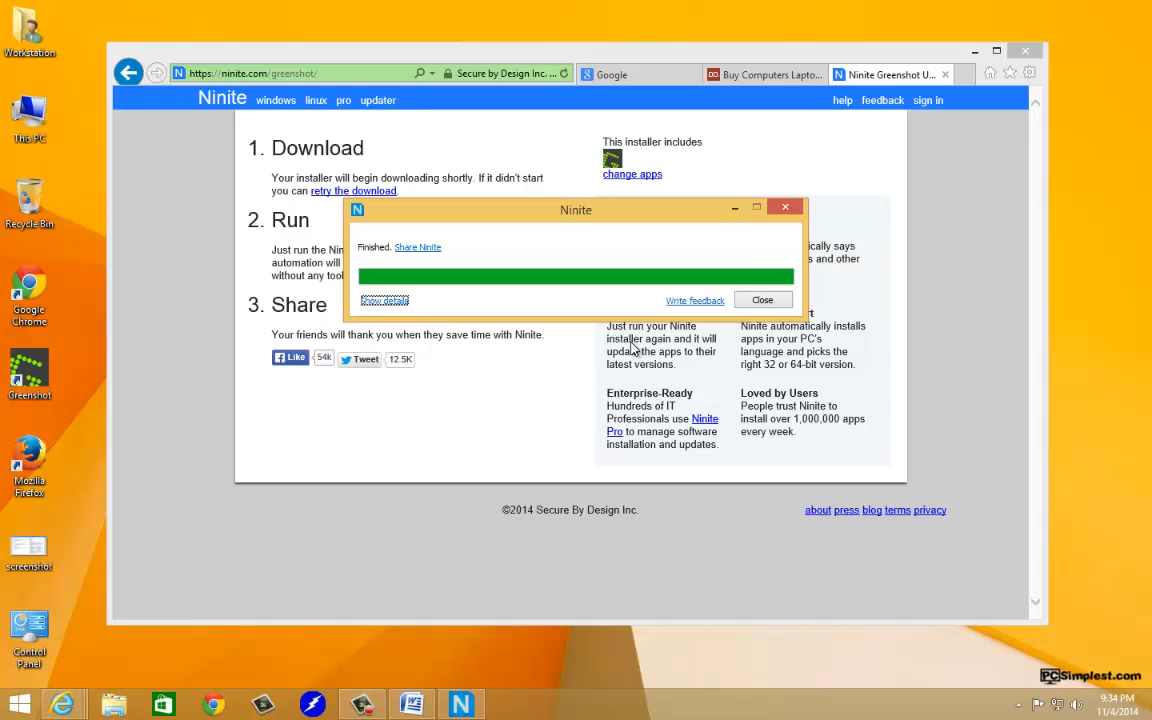 Workstation
This PC
Recycle Bin
Google
Chrome
Greenshot
Mozilla
Firefox
screenshot
Control
Panel
https://ninite.com/greenshot/
Secure by Design Inc. ...
Google
Buy Computers Lapto...
Ninite Greenshot U...
Ninite windows linux pro updater
help feedback sign in
1. Download
Your installer will begin downloading shortly. If it didn't start
you can retry the download.
2. Run
Just run the Nin
automation will
without any tool
3. Share
Your friends will thank you when they save time with Ninite.
Like 54k Tweet 12.5K
This installer includes
change apps
Ninite
Finished. Share Ninite
Show details
Write feedback
Close
ically says
s and other
rt
Just run your Ninite
installer again and it will
update the apps to their
latest versions.
Ninite automatically installs
apps in your PC's
language and picks the
right 32 or 64-bit version.
Enterprise-Ready
Hundreds of IT
Professionals use Ninite
Pro to manage software
installation and updates.
Loved by Users
People trust Ninite to
install over 1,000,000 apps
every week.
©2014 Secure By Design Inc.
about press blog terms privacy
PCSimplest.com
9:34 PM
11/4/2014